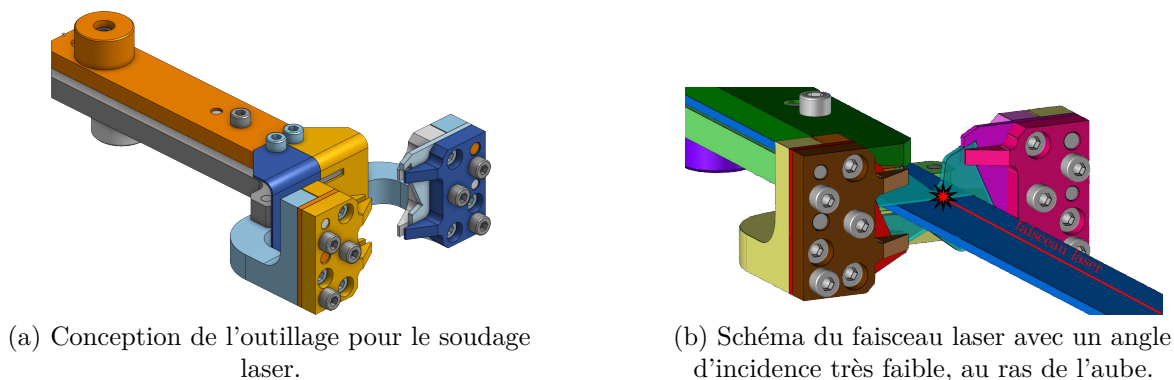 faisceau laser
(a) Conception de l'outillage pour le soudage
laser.
(b) Schéma du faisceau laser avec un angle
d'incidence très faible, au ras de l'aube.